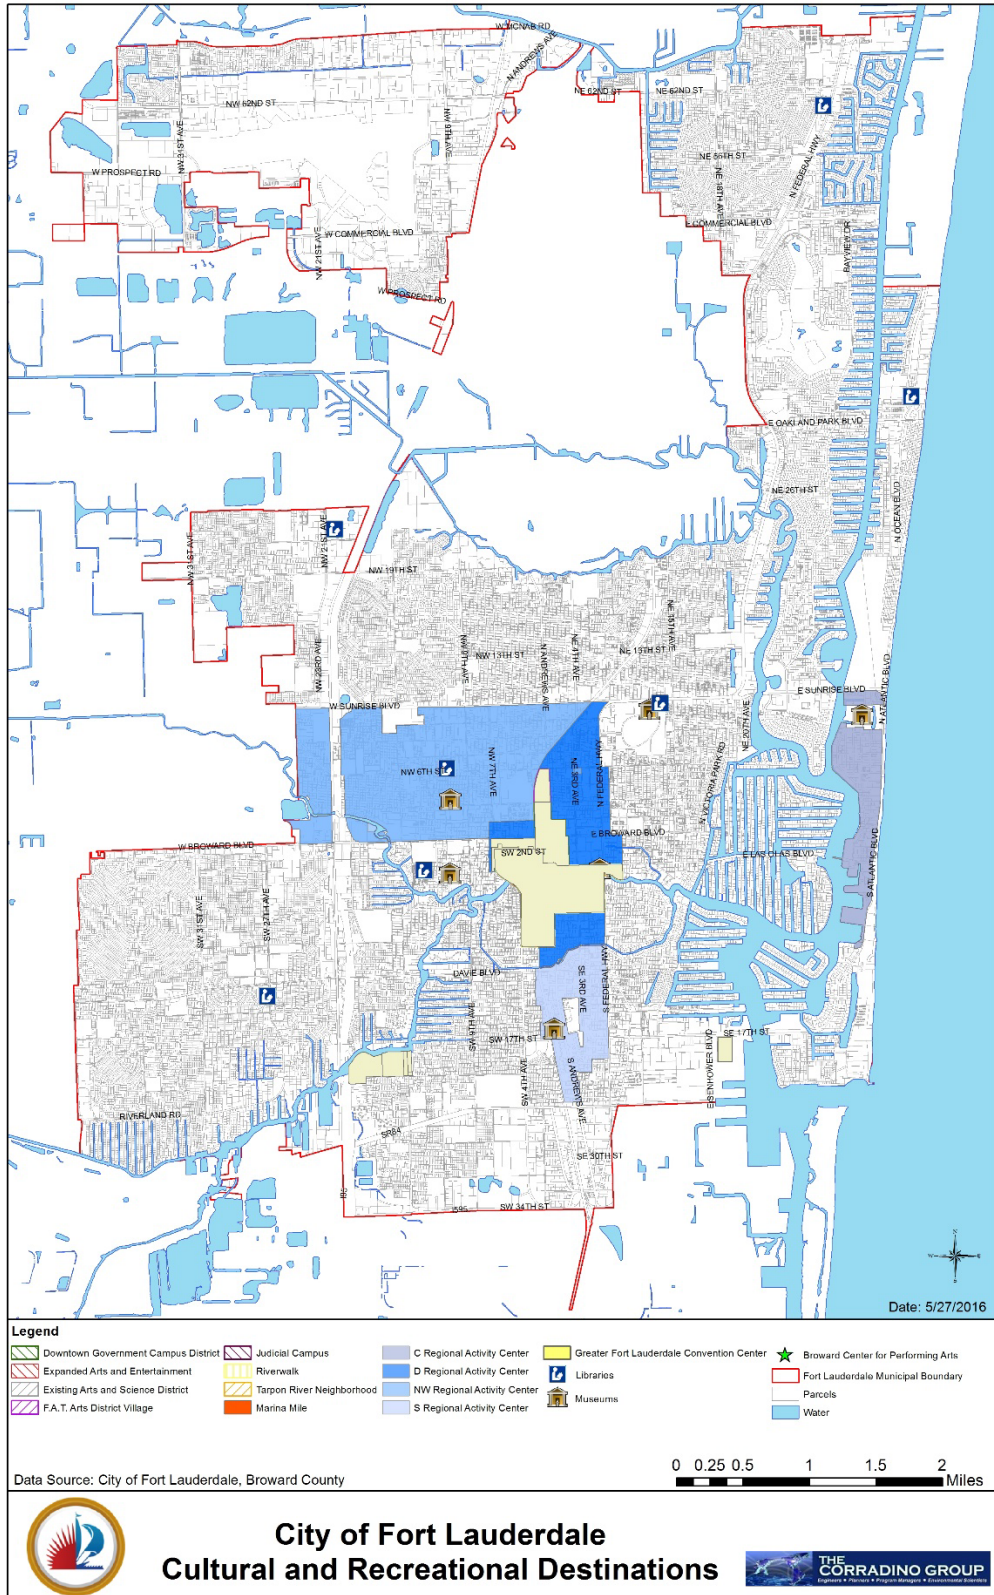 W MCNAB RD
N ANDREWS AVE
NE 62ND ST
NE 62ND ST
NW 62ND ST
NW 31ST AVE
NW 9TH AVE
N FEDERAL HWY
NE 56TH ST
NE 18TH AVE
W PROSPECT RD
E COMMERCIAL BLVD
W COMMERCIAL BLVD
NW 21ST AVE
BAYVIEW DR
W PROSPECT RD
E OAKLAND PARK BLVD
NE 26TH ST
N OCEAN BLVD
NW 21ST AVE
NW 31ST AVE
NW 19TH ST
NE 15TH AVE
NE 4TH AVE
N ANDREWS AVE
NW 9TH AVE
NW 13TH ST
NE 13TH ST
NW 23RD AVE
E SUNRISE BLVD
W SUNRISE BLVD
N ATLANTIC BLVD
NE 20TH AVE
NW 7TH AVE
NE 3RD AVE
N FEDERAL HWY
NW 6TH ST
N VICTORIA PARK RD
E BROWARD BLVD
W BROWARD BLVD
SW 2ND ST
E LAS OLAS BLVD
S ATLANTIC BLVD
SW 31ST AVE
SW 27TH AVE
DAVIE BLVD
SE 3RD AVE
S FEDERAL HWY
SW 9TH AVE
SW 17TH ST
SE 17TH ST
EISENHOWER BLVD
SW 4TH AVE
S ANDREWS AVE
RIVERLAND RD
SR84
SE 30TH ST
I95
I595
SW 34TH ST
N
Date: 5/27/2016
Legend
Downtown Government Campus District
Expanded Arts and Entertainment
Existing Arts and Science District
F.A.T. Arts District Village
Judicial Campus
Riverwalk
Tarpon River Neighborhood
Marina Mile
C Regional Activity Center
D Regional Activity Center
NW Regional Activity Center
S Regional Activity Center
Greater Fort Lauderdale Convention Center
Libraries
Museums
Broward Center for Performing Arts
Fort Lauderdale Municipal Boundary
Parcels
Water
Data Source: City of Fort Lauderdale, Broward County
0 0.25 0.5 1 1.5 2
Miles
City of Fort Lauderdale
Cultural and Recreational Destinations
THE
CORRADINO GROUP
Engineers • Planners • Program Managers • Environmental Scientists